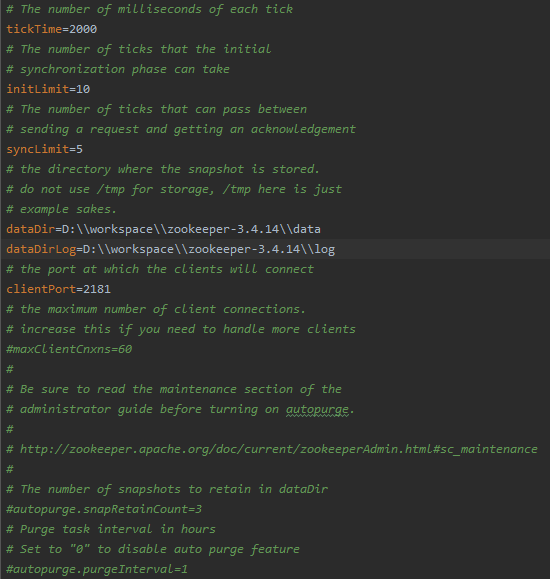 # The number of milliseconds of each tick
tickTime=2000
# The number of ticks that the initial
# synchronization phase can take
initLimit=10
# The number of ticks that can pass between
# sending a request and getting an acknowledgement
syncLimit=5
# the directory where the snapshot is stored.
# do not use /tmp for storage, /tmp here is just
# example sakes.
dataDir=D:\\workspace\\zookeeper-3.4.14\\data
dataDirLog=D:\\workspace\\zookeeper-3.4.14\\log
# the port at which the clients will connect
clientPort=2181
# the maximum number of client connections.
# increase this if you need to handle more clients
#maxClientCnxns=60
#
# Be sure to read the maintenance section of the
# administrator guide before turning on autopurge.
#
# http://zookeeper.apache.org/doc/current/zookeeperAdmin.html#sc_maintenance
#
# The number of snapshots to retain in dataDir
#autopurge.snapRetainCount=3
# Purge task interval in hours
# Set to "0" to disable auto purge feature
#autopurge.purgeInterval=1